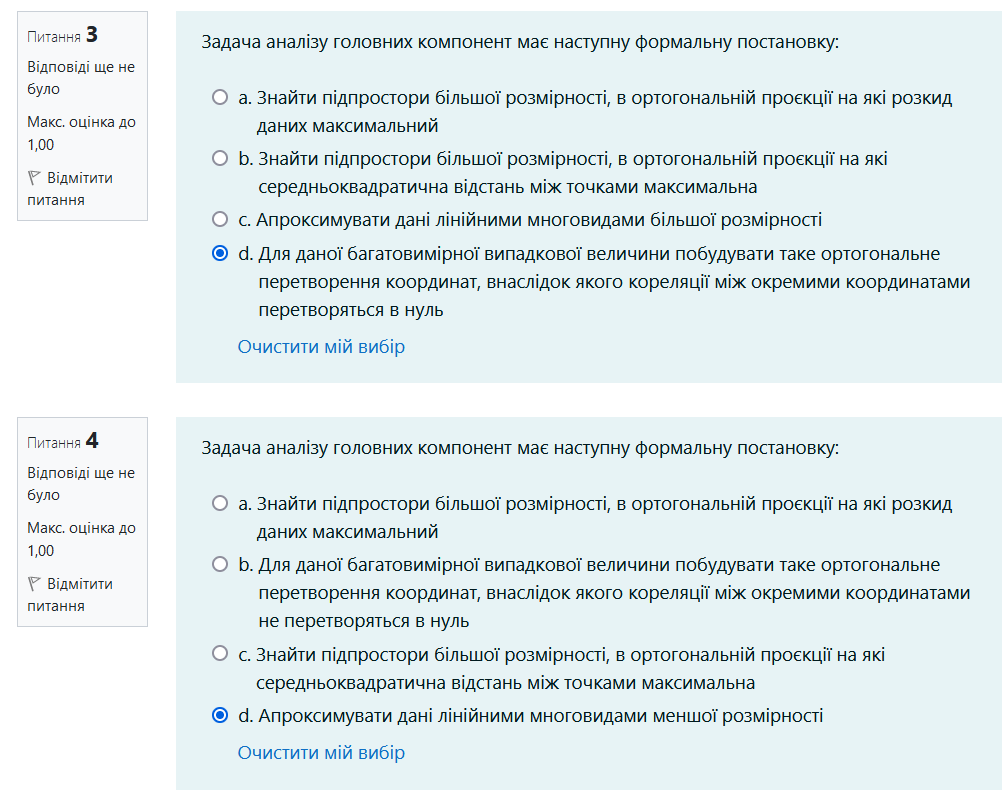 Питання 3
Відповіді ще не
було
Макс. оцінка до
1,00
Відмітити
питання
Задача аналізу головних компонент має наступну формальну постановку:
a. Знайти підпростори більшої розмірності, в ортогональній проєкції на які розкид
даних максимальний
b. Знайти підпростори більшої розмірності, в ортогональній проєкції на які
середньоквадратична відстань між точками максимальна
c. Апроксимувати дані лінійними многовидами більшої розмірності
d. Для даної багатовимірної випадкової величини побудувати таке ортогональне
перетворення координат, внаслідок якого кореляції між окремими координатами
перетворяться в нуль
Очистити мій вибір
Питання 4
Відповіді ще не
було
Макс. оцінка до
1,00
Відмітити
питання
Задача аналізу головних компонент має наступну формальну постановку:
a. Знайти підпростори більшої розмірності, в ортогональній проєкції на які розкид
даних максимальний
b. Для даної багатовимірної випадкової величини побудувати таке ортогональне
перетворення координат, внаслідок якого кореляції між окремими координатами
не перетворяться в нуль
c. Знайти підпростори більшої розмірності, в ортогональній проєкції на які
середньоквадратична відстань між точками максимальна
d. Апроксимувати дані лінійними многовидами меншої розмірності
Очистити мій вибір